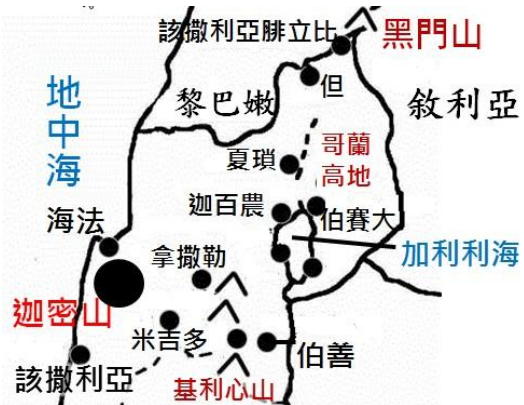 該撒利亞腓立比
黑門山
但
地中海
黎巴嫩
敘利亞
夏瑣
哥蘭
高地
迦百農
伯賽大
海法
加利利海
拿撒勒
迦密山
米吉多
伯善
該撒利亞
基利心山